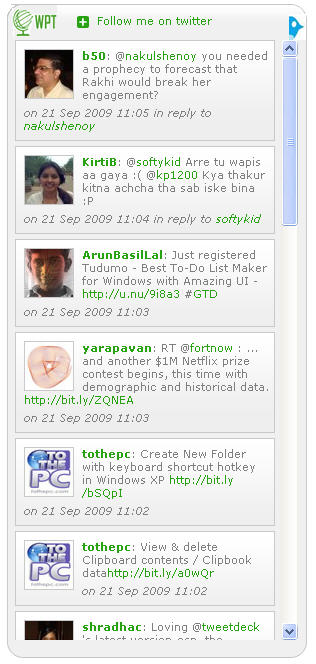 WPT
Follow me on twitter
b50: @nakulshenoy you needed
a prophecy to forecast that
Rakhi would break her
engagement?
on 21 Sep 2009 11:05 in reply to
nakulshenoy
KirtiB: @softykid Arre tu wapis
aa gaya :( @kp1200 Kya thakur
kitna achcha tha sab iske bina
:P
on 21 Sep 2009 11:04 in reply to softykid
ArunBasilLal: Just registered
Tudumo - Best To-Do List Maker
for Windows with Amazing UI -
http://u.nu/9i8a3 #GTD
on 21 Sep 2009 11:03
yarapavan: RT @fortnow : ...
and another $1M Netflix prize
contest begins, this time with
demographic and historical data.
http://bit.ly/ZQNEA
on 21 Sep 2009 11:03
TO THE
PC
tothepc.com
tothepc: Create New Folder
with keyboard shortcut hotkey
in Windows XP http://bit.ly
/bSQpI
on 21 Sep 2009 11:02
TO THE
PC
tothepc.com
tothepc: View & delete
Clipboard contents / Clipbook
datahttp://bit.ly/a0wQr
on 21 Sep 2009 11:02
shradhac: Loving @tweetdeck
's latest version esp. the